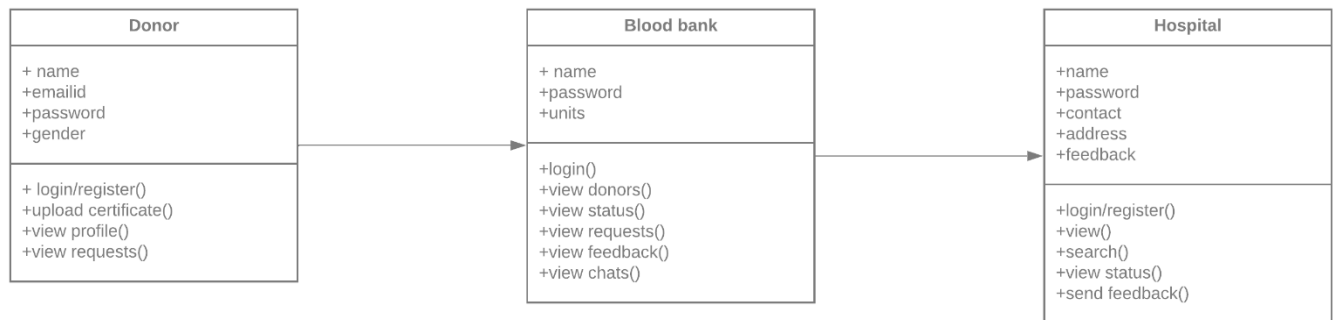 Donor
+ name
+emailid
+password
+gender
+ login/register()
+upload certificate()
+view profile()
+view requests()
Blood bank
+ name
+password
+units
+login()
+view donors()
+view status()
+view requests()
+view feedback()
+view chats()
Hospital
+name
+password
+contact
+address
+feedback
+login/register()
+view()
+search()
+view status()
+send feedback()